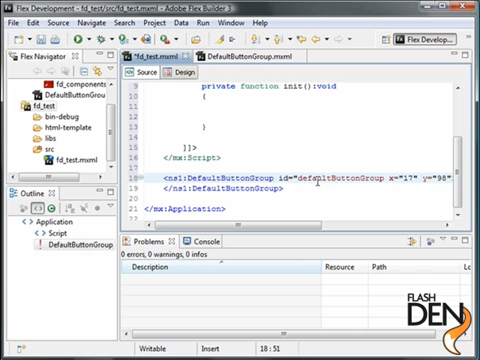 Flex Development - fd_test/src/fd_test.mxml - Adobe Flex Builder 3
File Edit Source Navigate Search Project Data Run Window Help
Flex Develop...
Flex Navigator
fd_components
DefaultButtonGrou
fd_test
bin-debug
html-template
libs
src
fd_test.mxml
Outline
Application
Script
DefaultButtonGroup
*fd_test.mxml DefaultButtonGroup.mxml
Source Design
9 private function init():void
10 {
11
12
13 }
14
15 ]]>
16 </mx:Script>
17
18 <ns1:DefaultButtonGroup id="defaultButtonGroup x="17" y="98"
19 </ns1:DefaultButtonGroup>
20
21 </mx:Application>
22
Problems Console
0 errors, 0 warnings, 0 infos
Description Resource Path Lo
Writable Insert 18 : 51
FLASH
DEN